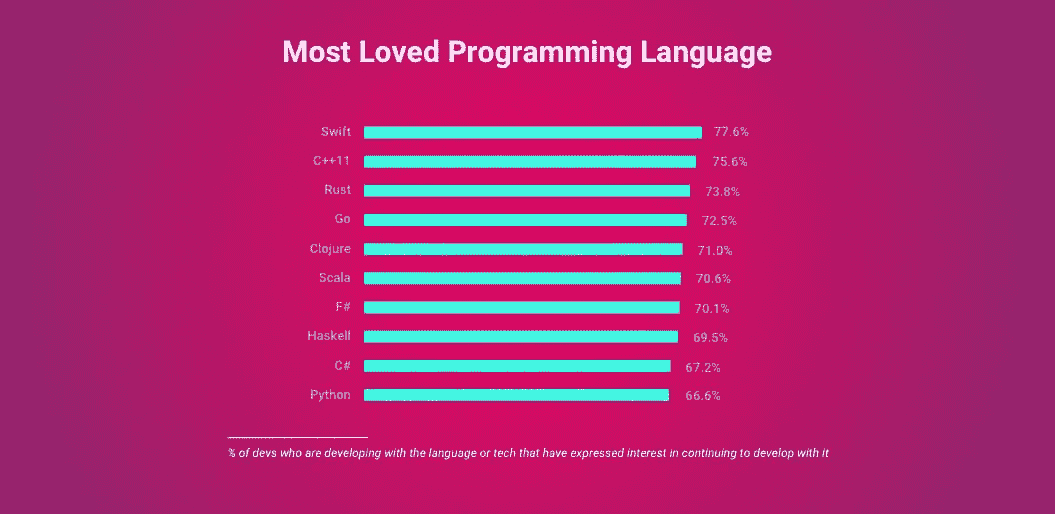 Most Loved Programming Language
Swift 77.6%
C++11 75.6%
Rust 73.8%
Go 72.5%
Clojure 71.0%
Scala 70.6%
F# 70.1%
Haskell 69.5%
C# 67.2%
Python 66.6%
% of devs who are developing with the language or tech that have expressed interest in continuing to develop with it